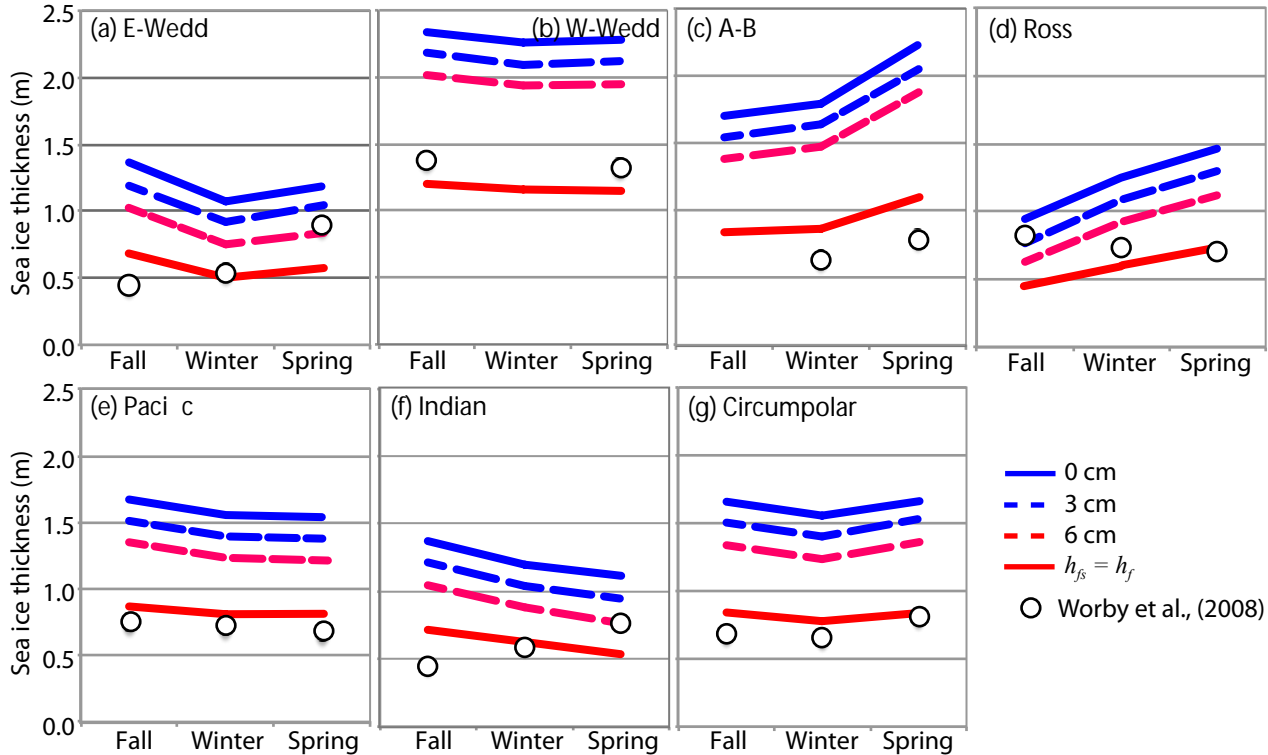 Sea ice thickness (m)
2.5
2.0
1.5
1.0
0.5
0.0
(a) E-Wedd
Fall Winter Spring
(b) W-Wedd
Fall Winter Spring
(c) A-B
Fall Winter Spring
(d) Ross
Fall Winter Spring
Sea ice thickness (m)
2.5
2.0
1.5
1.0
0.5
0.0
(e) Paci c
Fall Winter Spring
(f) Indian
Fall Winter Spring
(g) Circumpolar
Fall Winter Spring
0 cm
3 cm
6 cm
hfs = hf
Worby et al., (2008)